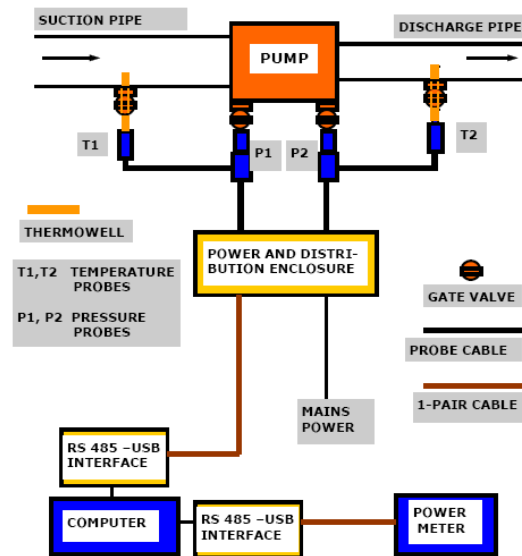 SUCTION PIPE
DISCHARGE PIPE
PUMP
T1
P1
P2
T2
THERMOWELL
POWER AND DISTRI-
BUTION ENCLOSURE
T1,T2 TEMPERATURE
PROBES
P1, P2 PRESSURE
PROBES
GATE VALVE
PROBE CABLE
1-PAIR CABLE
MAINS
POWER
RS 485 –USB
INTERFACE
COMPUTER
RS 485 –USB
INTERFACE
POWER
METER